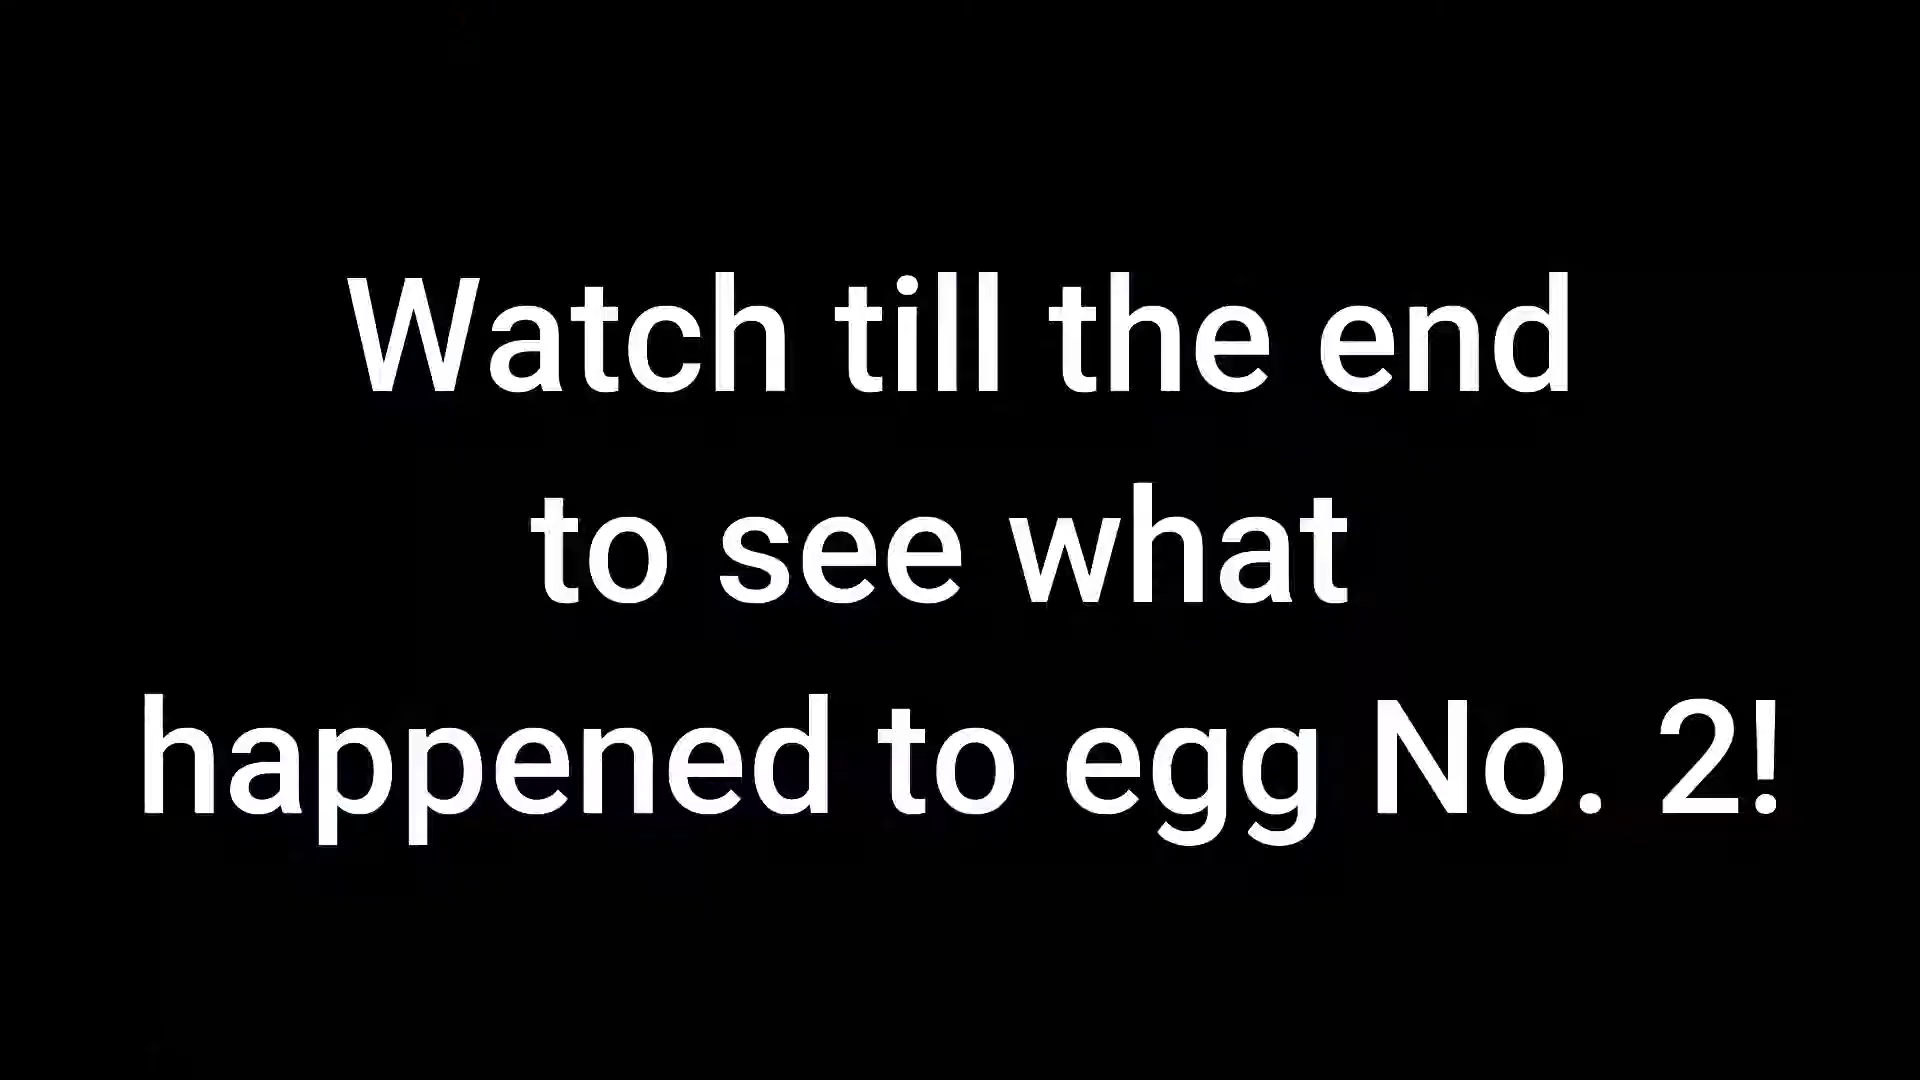 Watch till the end
to see what
happened to egg No. 2!